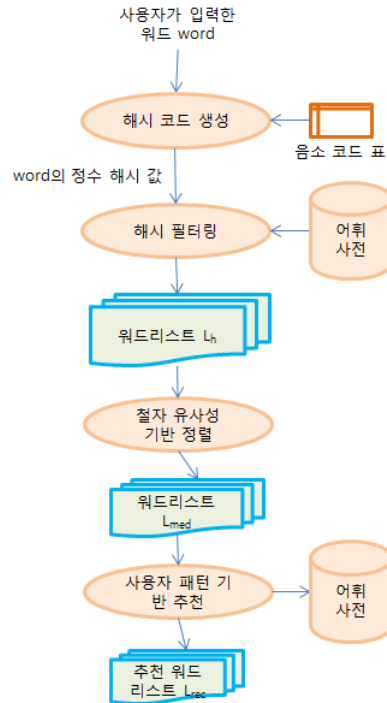 사용자가 입력한
워드 word
해시 코드 생성
음소 코드 표
word의 정수 해시 값
해시 필터링
어휘
사전
워드리스트 Lh
철자 유사성
기반 정렬
워드리스트
Lmed
사용자 패턴 기
반 추천
어휘
사전
추천 워드
리스트 Lrec